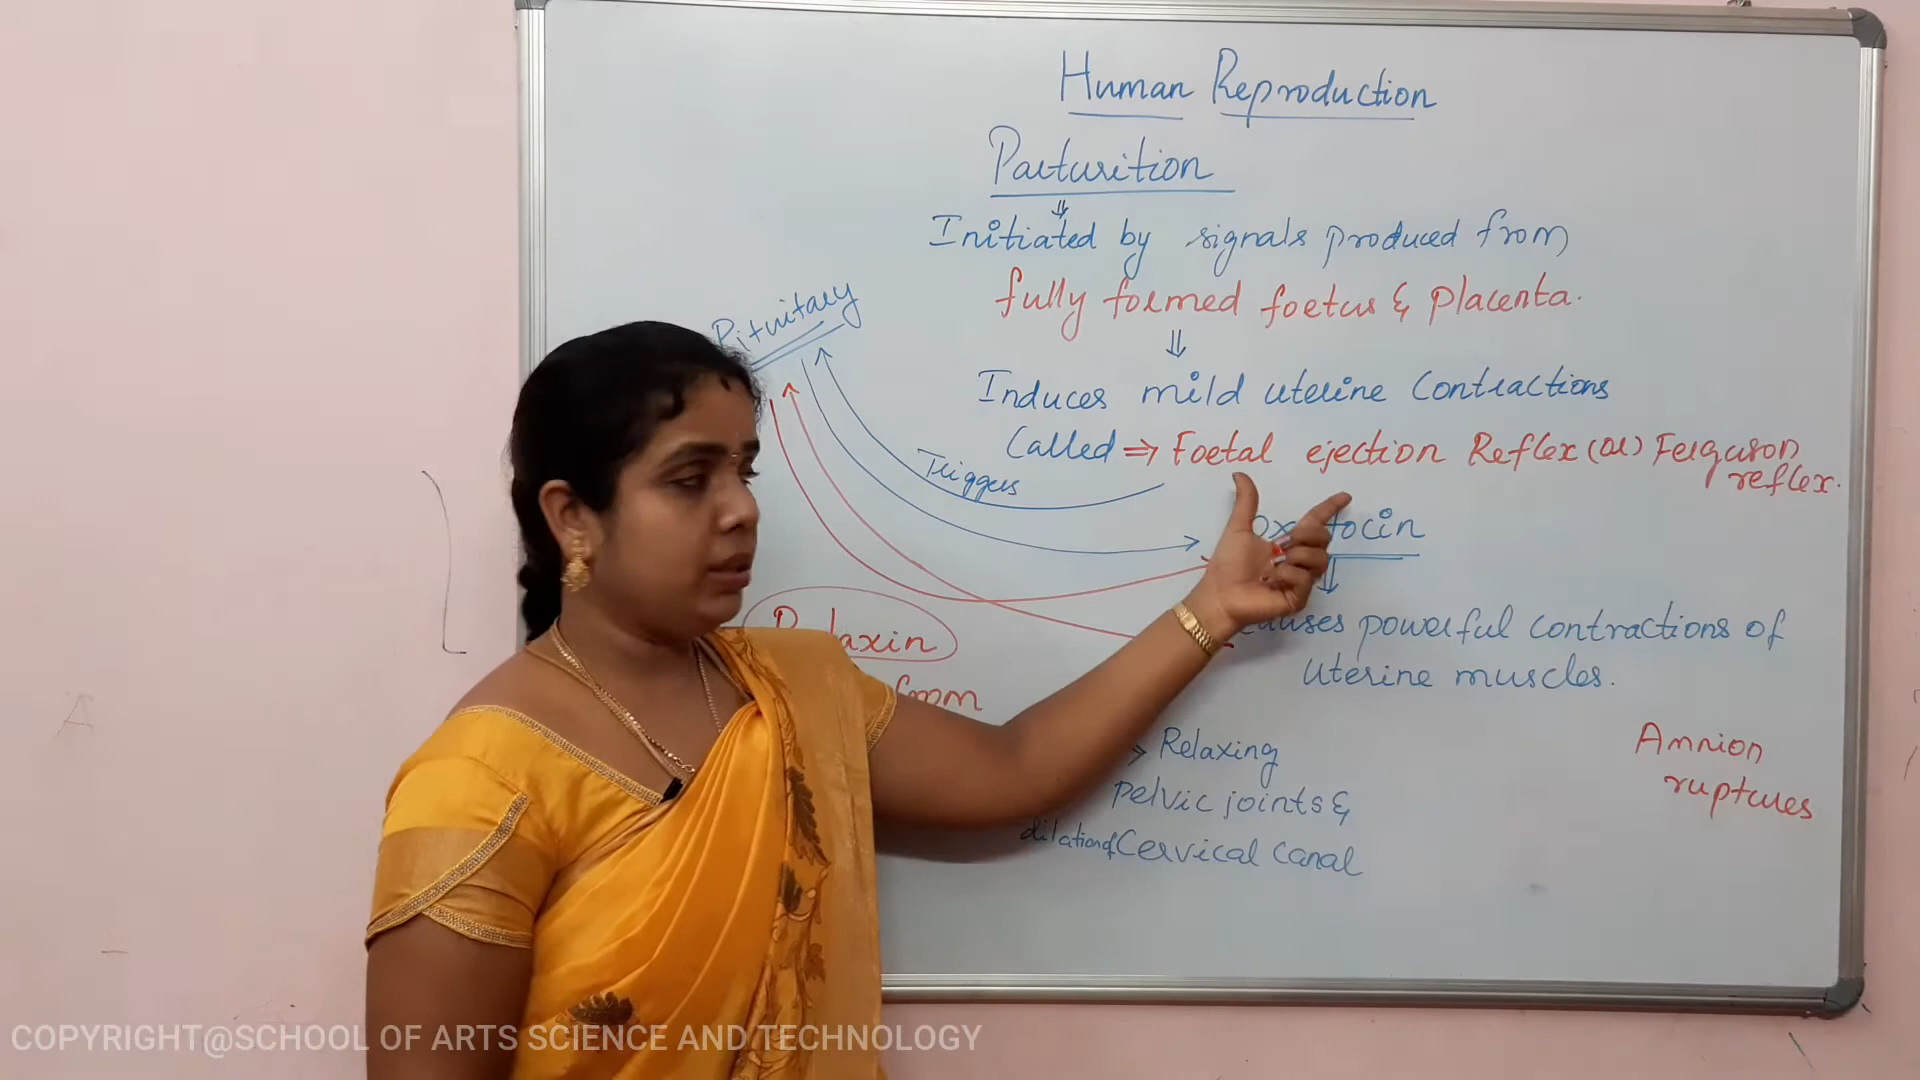 Human Reproduction
Parturition
⇓
Initiated by signals produced from
fully formed foetus & placenta.
⇓
Induces mild uterine contractions
Called ⇒ Foetal ejection Reflex (or) Ferguson
reflex.
Pituitary
Triggers
causes powerful contractions of
uterine muscles.
from
Relaxing
pelvic joints &
dilation of Cervical canal
Amnion
ruptures
A
COPYRIGHT@SCHOOL OF ARTS SCIENCE AND TECHNOLOGY